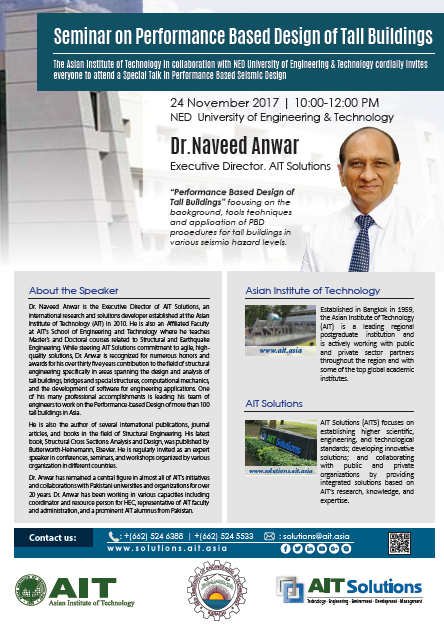 Seminar on Performance Based Design of Tall Buildings
The Asian Institute of Technology in collaboration with NED University of Engineering & Technology cordially invites
everyone to attend a Special Talk in Performance Based Seismic Design
24 November 2017 | 10:00-12:00 PM
NED University of Engineering & Technology
Dr.Naveed Anwar
Executive Director. AIT Solutions
"Performance Based Design of
Tall Buildings" focusing on the
background, tools techniques
and application of PBD
procedures for tall buildings in
various seismic hazard levels.
About the Speaker
Dr. Naveed Anwar is the Executive Director of AIT Solutions, an
international research and solutions developer established at the Asian
Institute of Technology (AIT) in 2010. He is also an Affiliated Faculty
at AIT's School of Engineering and Technology where he teaches
Master's and Doctoral courses related to Structural and Earthquake
Engineering. While steering AIT Solutions commitment to agile, high-
quality solutions, Dr. Anwar is recognized for numerous honors and
awards for his over thirty five years contribution to the field of structural
engineering specifically in areas spanning the design and analysis of
tall buildings, bridges and special structures, computational mechanics,
and the development of software for engineering applications. One
of his many professional accomplishments is leading his team of
engineers to work on the Performance-based Design of more than 100
tall buildings in Asia.
He is also the author of several international publications, journal
articles, and books in the field of Structural Engineering. His latest
book, Structural Cross Sections Analysis and Design, was published by
Butterworth-Heinemann, Elsevier. He is regularly invited as an expert
speaker in conferences, seminars, and workshops organized by various
organization in different countries.
Dr. Anwar has remained a central figure in almost all of AIT's initiatives
and collaborations with Pakistani universities and organizations for over
20 years. Dr. Anwar has been working in various capacities including
coordinator and resource person for HEC, representative of AIT faculty
and administration, and a prominent AIT alumnus from Pakistan.
Asian Institute of Technology
www.ait.asia
Established in Bangkok in 1959,
the Asian Institute of Technology
(AIT) is a leading regional
postgraduate institution and
is actively working with public
and private sector partners
throughout the region and with
some of the top global academic
institutes.
AIT Solutions
www.solutions.ait.asia
AIT Solutions (AITS) focuses on
establishing higher scientific,
engineering, and technological
standards; developing innovative
solutions; and collaborating
with public and private
organizations by providing
integrated solutions based on
AIT's research, knowledge, and
expertise.
Contact us:
: +(662) 524 6388 | +(662) 524 5533
: solutions@ait.asia
www.solutions.ait.asia
AIT
Asian Institute of Technology
AIT Solutions
Technology · Engineering · Environment · Development · Management